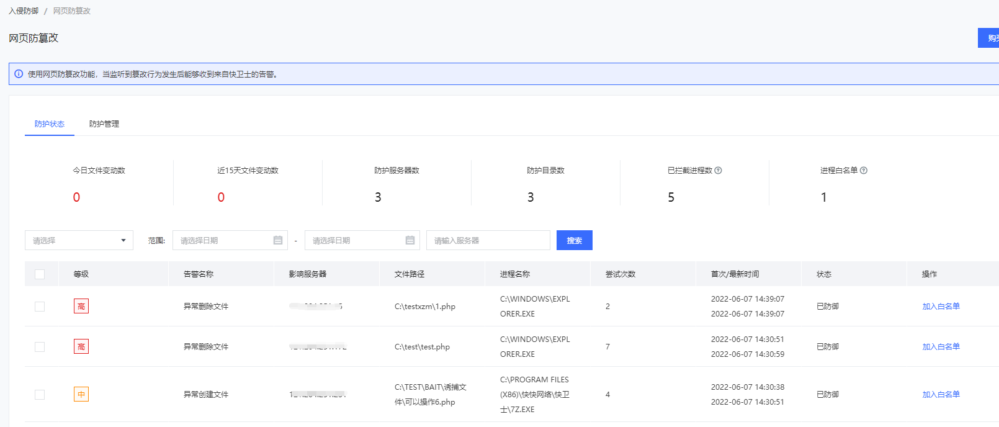 入侵防御 / 网页防篡改
网页防篡改
使用网页防篡改功能，当监听到篡改行为发生后能够收到来自快卫士的告警。
防护状态 防护管理
今日文件变动数 近15天文件变动数 防护服务器数 防护目录数 已拦截进程数 进程白名单
0 0 3 3 5 1
请选择 范围: 请选择日期 - 请选择日期 请输入服务器 搜索
等级 告警名称 影响服务器 文件路径 进程名称 尝试次数 首次/最新时间 状态 操作
高 异常删除文件 C:\testxzm\1.php C:\WINDOWS\EXPL 2 2022-06-07 14:39:07 已防御 加入白名单
ORER.EXE 2022-06-07 14:39:07
高 异常删除文件 C:\test\test.php C:\WINDOWS\EXPL 7 2022-06-07 14:30:51 已防御 加入白名单
ORER.EXE 2022-06-07 14:30:59
中 异常创建文件 C:\TEST\BAIT\诱捕文 C:\PROGRAM FILES 4 2022-06-07 14:30:38 已防御 加入白名单
件\可以操作6.php (X86)\快快网络\快卫 2022-06-07 14:30:51
士\7Z.EXE